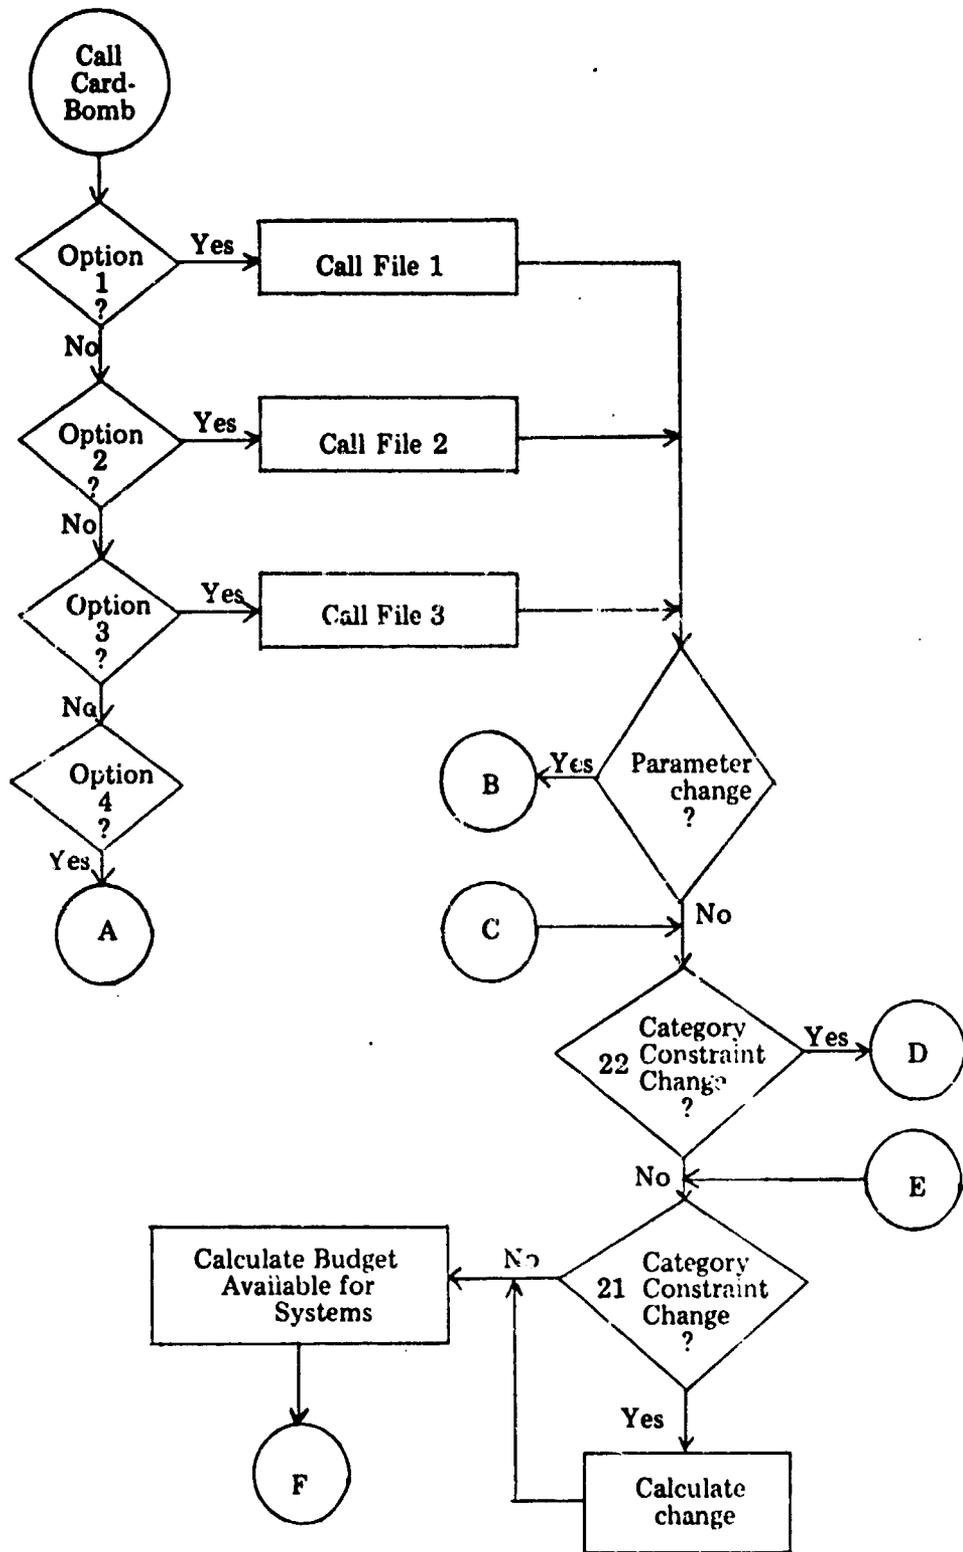 Call
Card-
Bomb
Option
1
?
Yes
Call File 1
No
Option
2
?
Yes
Call File 2
No
Option
3
?
Yes
Call File 3
No
Option
4
?
Yes
A
Parameter
change
?
Yes
B
No
C
Category
22 Constraint
Change
?
Yes
D
No
E
Category
21 Constraint
Change
?
No
Calculate Budget
Available for
Systems
F
Yes
Calculate
change